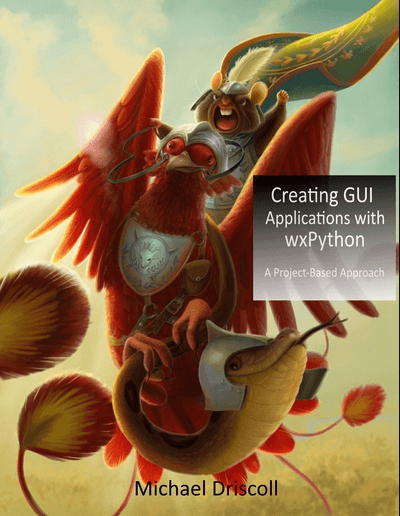 Creating GUI
Applications with
wxPython
A Project-Based Approach
Michael Driscoll